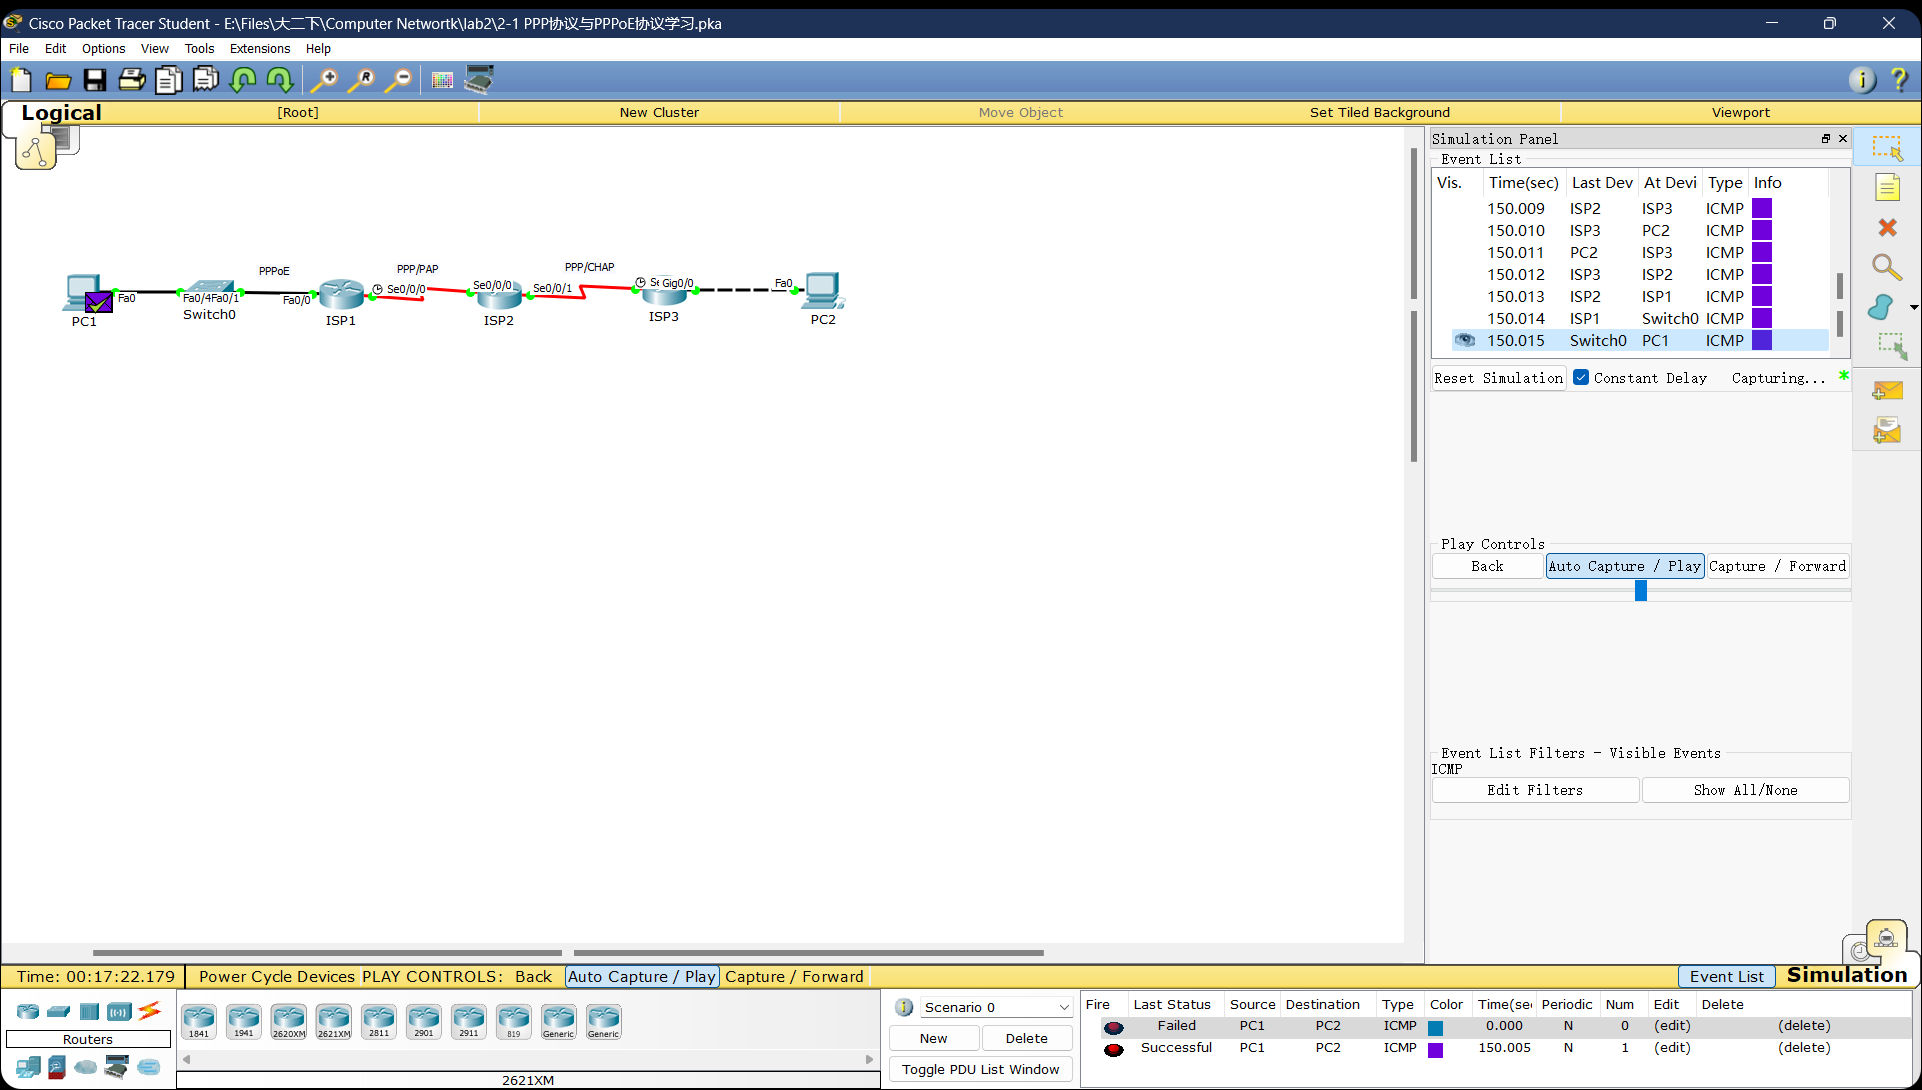 Cisco Packet Tracer Student - E:\Files\大二下\Computer Networtk\lab2\2-1 PPP协议与PPPoE协议学习.pka
File Edit Options View Tools Extensions Help
Logical [Root] New Cluster Move Object Set Tiled Background Viewport
Simulation Panel
Event List
Vis. Time(sec) Last Dev At Devi Type Info
150.009 ISP2 ISP3 ICMP
150.010 ISP3 PC2 ICMP
150.011 PC2 ISP3 ICMP
150.012 ISP3 ISP2 ICMP
150.013 ISP2 ISP1 ICMP
150.014 ISP1 Switch0 ICMP
150.015 Switch0 PC1 ICMP
Reset Simulation Constant Delay Capturing... *
PPPoE PPP/PAP PPP/CHAP
Fa0 Fa0/4 Fa0/1 Fa0/0 Se0/0/0 Se0/0/0 Se0/0/1 Se Gig0/0 Fa0
PC1 Switch0 ISP1 ISP2 ISP3 PC2
Play Controls
Back Auto Capture / Play Capture / Forward
Event List Filters - Visible Events
ICMP
Edit Filters Show All/None
Time: 00:17:22.179 Power Cycle Devices PLAY CONTROLS: Back Auto Capture / Play Capture / Forward Event List Simulation
Routers
1841 1941 2620XM 2621XM 2811 2901 2911 819 Generic Generic
2621XM
Scenario 0
New Delete
Toggle PDU List Window
Fire Last Status Source Destination Type Color Time(sec Periodic Num Edit Delete
Failed PC1 PC2 ICMP 0.000 N 0 (edit) (delete)
Successful PC1 PC2 ICMP 150.005 N 1 (edit) (delete)